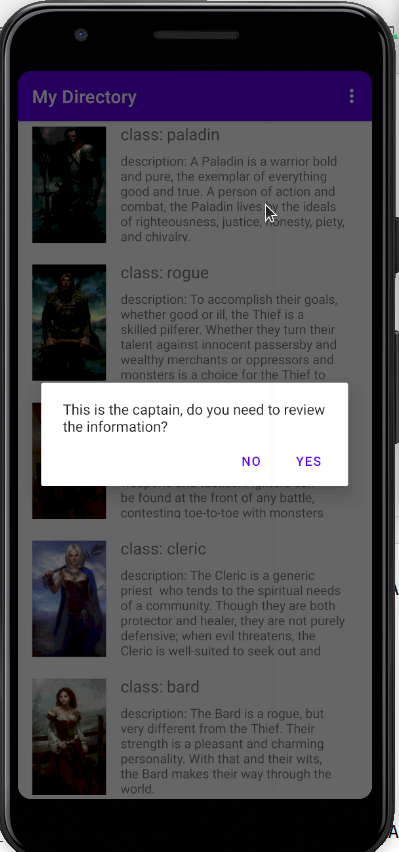 My Directory
class: paladin
description: A Paladin is a warrior bold
and pure, the exemplar of everything
good and true. A person of action and
combat, the Paladin lives by the ideals
of righteousness, justice, honesty, piety,
and chivalry.
class: rogue
description: To accomplish their goals,
whether good or ill, the Thief is a
skilled pilferer. Whether they turn their
talent against innocent passersby and
wealthy merchants or oppressors and
monsters is a choice for the Thief to
This is the captain, do you need to review
the information?
NO YES
weapons and tactics. Fighters can
be found at the front of any battle,
contesting toe-to-toe with monsters
class: cleric
description: The Cleric is a generic
priest  who tends to the spiritual needs
of a community. Though they are both
protector and healer, they are not purely
defensive; when evil threatens, the
Cleric is well-suited to seek out and
class: bard
description: The Bard is a rogue, but
very different from the Thief. Their
strength is a pleasant and charming
personality. With that and their wits,
the Bard makes their way through the
world.
A
A